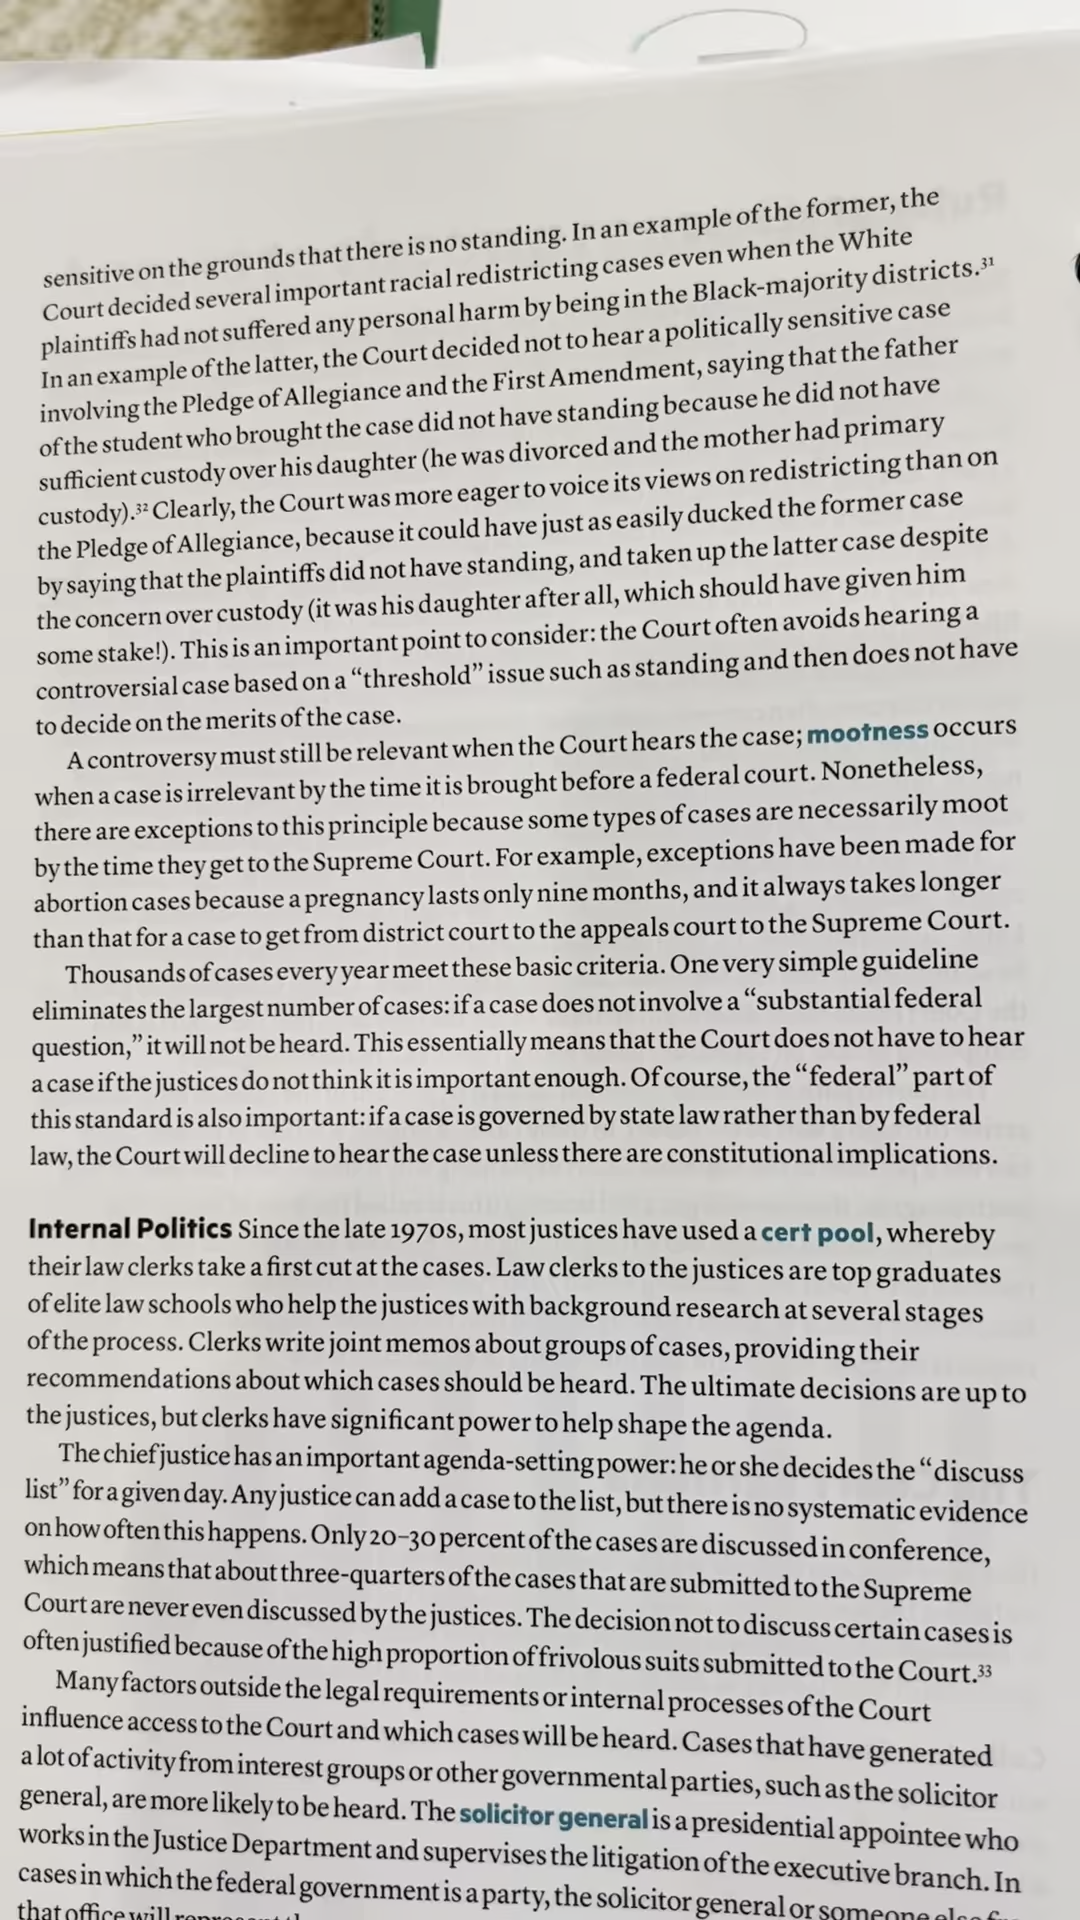 sensitive on the grounds that there is no standing. In an example of the former, the
Court decided several important racial redistricting cases even when the White
plaintiffs had not suffered any personal harm by being in the Black-majority districts.³¹
In an example of the latter, the Court decided not to hear a politically sensitive case
involving the Pledge of Allegiance and the First Amendment, saying that the father
of the student who brought the case did not have standing because he did not have
sufficient custody over his daughter (he was divorced and the mother had primary
custody).³² Clearly, the Court was more eager to voice its views on redistricting than on
the Pledge of Allegiance, because it could have just as easily ducked the former case
by saying that the plaintiffs did not have standing, and taken up the latter case despite
the concern over custody (it was his daughter after all, which should have given him
some stake!). This is an important point to consider: the Court often avoids hearing a
controversial case based on a “threshold” issue such as standing and then does not have
to decide on the merits of the case.
A controversy must still be relevant when the Court hears the case; mootness occurs
when a case is irrelevant by the time it is brought before a federal court. Nonetheless,
there are exceptions to this principle because some types of cases are necessarily moot
by the time they get to the Supreme Court. For example, exceptions have been made for
abortion cases because a pregnancy lasts only nine months, and it always takes longer
than that for a case to get from district court to the appeals court to the Supreme Court.
Thousands of cases every year meet these basic criteria. One very simple guideline
eliminates the largest number of cases: if a case does not involve a “substantial federal
question,” it will not be heard. This essentially means that the Court does not have to hear
a case if the justices do not think it is important enough. Of course, the “federal” part of
this standard is also important: if a case is governed by state law rather than by federal
law, the Court will decline to hear the case unless there are constitutional implications.
Internal Politics Since the late 1970s, most justices have used a cert pool, whereby
their law clerks take a first cut at the cases. Law clerks to the justices are top graduates
of elite law schools who help the justices with background research at several stages
of the process. Clerks write joint memos about groups of cases, providing their
recommendations about which cases should be heard. The ultimate decisions are up to
the justices, but clerks have significant power to help shape the agenda.
The chief justice has an important agenda-setting power: he or she decides the “discuss
list” for a given day. Any justice can add a case to the list, but there is no systematic evidence
on how often this happens. Only 20–30 percent of the cases are discussed in conference,
which means that about three-quarters of the cases that are submitted to the Supreme
Court are never even discussed by the justices. The decision not to discuss certain cases is
often justified because of the high proportion of frivolous suits submitted to the Court.³³
Many factors outside the legal requirements or internal processes of the Court
influence access to the Court and which cases will be heard. Cases that have generated
a lot of activity from interest groups or other governmental parties, such as the solicitor
general, are more likely to be heard. The solicitor general is a presidential appointee who
works in the Justice Department and supervises the litigation of the executive branch. In
cases in which the federal government is a party, the solicitor general or someone else
that office will